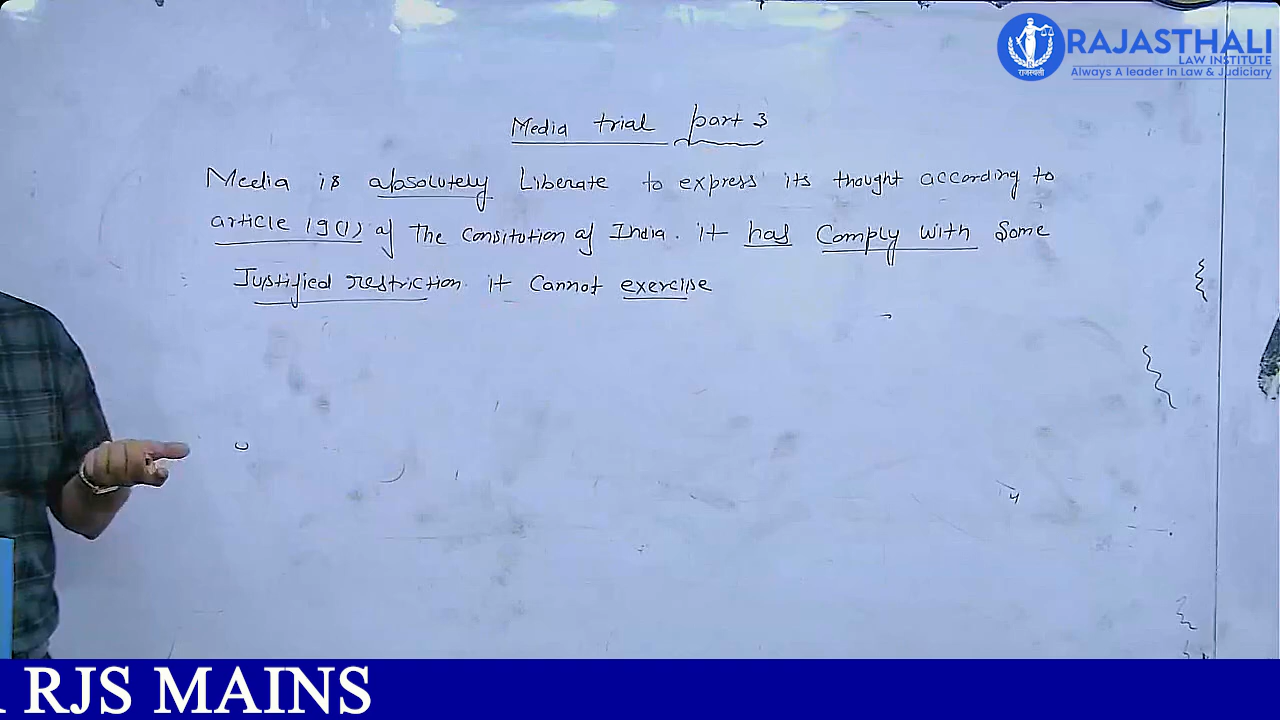 RAJASTHALI
LAW INSTITUTE
राजस्थली
Always A leader In Law & Judiciary
Media trial part 3
Media is absolutely Liberate to express its thought according to
article 19(1) of The Consitution of India. it has Comply with Some
Justified restriction. it Cannot exercise
RJS MAINS